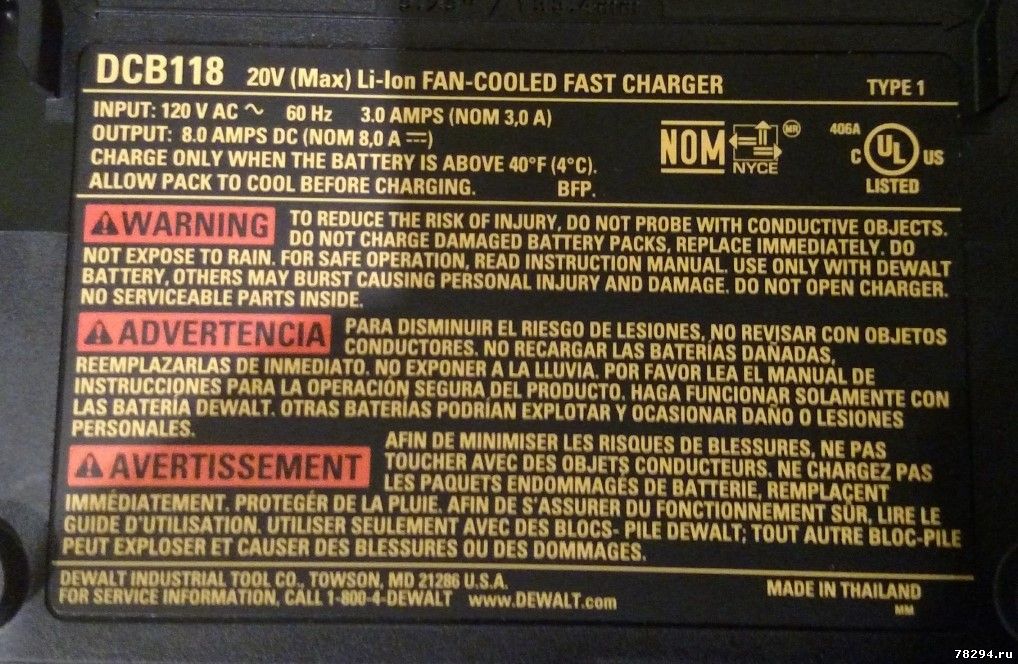 DCB118 20V (Max) Li-Ion FAN-COOLED FAST CHARGER TYPE 1
INPUT: 120 V AC ~ 60 Hz 3.0 AMPS (NOM 3,0 A)
OUTPUT: 8.0 AMPS DC (NOM 8,0 A ⎓)
CHARGE ONLY WHEN THE BATTERY IS ABOVE 40°F (4°C).
ALLOW PACK TO COOL BEFORE CHARGING. BFP.
NOM
NYCE
MR
406A
C UL US
LISTED
WARNING TO REDUCE THE RISK OF INJURY, DO NOT PROBE WITH CONDUCTIVE OBJECTS.
DO NOT CHARGE DAMAGED BATTERY PACKS, REPLACE IMMEDIATELY. DO
NOT EXPOSE TO RAIN. FOR SAFE OPERATION, READ INSTRUCTION MANUAL. USE ONLY WITH DEWALT
BATTERY, OTHERS MAY BURST CAUSING PERSONAL INJURY AND DAMAGE. DO NOT OPEN CHARGER.
NO SERVICEABLE PARTS INSIDE.
ADVERTENCIA PARA DISMINUIR EL RIESGO DE LESIONES, NO REVISAR CON OBJETOS
CONDUCTORES. NO RECARGAR LAS BATERÍAS DAÑADAS,
REEMPLAZARLAS DE INMEDIATO. NO EXPONER A LA LLUVIA. POR FAVOR LEA EL MANUAL DE
INSTRUCCIONES PARA LA OPERACIÓN SEGURA DEL PRODUCTO. HAGA FUNCIONAR SOLAMENTE CON
LAS BATERÍA DEWALT. OTRAS BATERÍAS PODRÍAN EXPLOTAR Y OCASIONAR DAÑO O LESIONES
PERSONALES.
AVERTISSEMENT AFIN DE MINIMISER LES RISQUES DE BLESSURES, NE PAS
TOUCHER AVEC DES OBJETS CONDUCTEURS. NE CHARGEZ PAS
LES PAQUETS ENDOMMAGÉS DE BATTERIE, REMPLACENT
IMMÉDIATEMENT. PROTEGÉR DE LA PLUIE. AFIN DE S'ASSURER DU FONCTIONNEMENT SÛR, LIRE LE
GUIDE D'UTILISATION. UTILISER SEULEMENT AVEC DES BLOCS- PILE DEWALT; TOUT AUTRE BLOC-PILE
PEUT EXPLOSER ET CAUSER DES BLESSURES OU DES DOMMAGES.
DEWALT INDUSTRIAL TOOL CO., TOWSON, MD 21286 U.S.A.
FOR SERVICE INFORMATION, CALL 1-800-4-DEWALT www.DEWALT.com
MADE IN THAILAND
MM
78294.ru